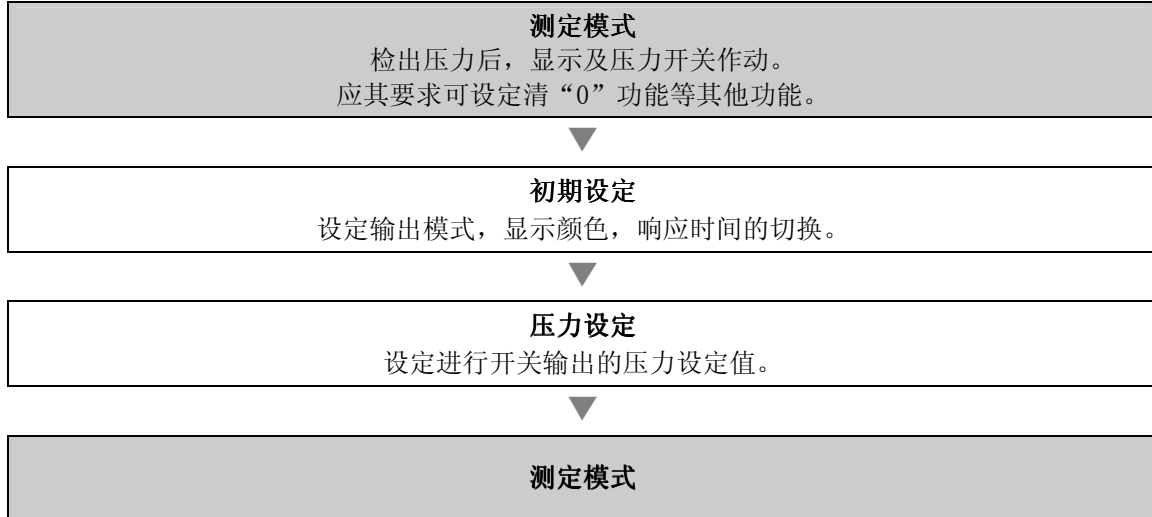 测定模式
检出压力后，显示及压力开关作动。
应其要求可设定清“0”功能等其他功能。
初期设定
设定输出模式，显示颜色，响应时间的切换。
压力设定
设定进行开关输出的压力设定值。
测定模式